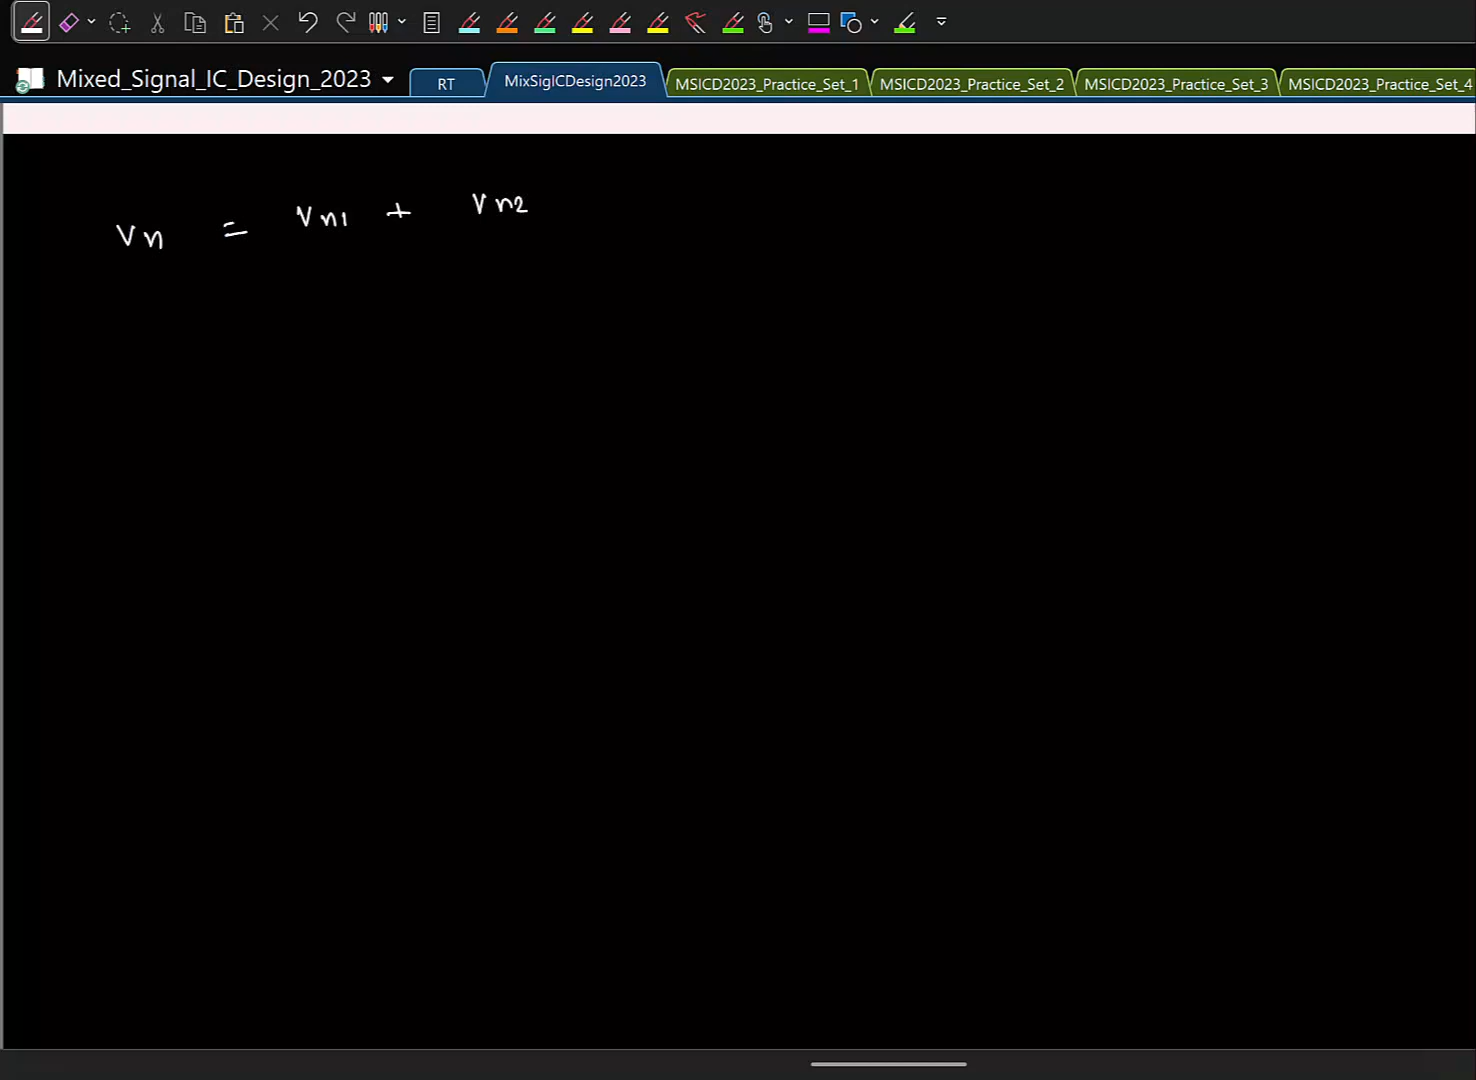 Mixed_Signal_IC_Design_2023
RT
MixSigICDesign2023
MSICD2023_Practice_Set_1
MSICD2023_Practice_Set_2
MSICD2023_Practice_Set_3
MSICD2023_Practice_Set_4
Vn = Vn1 + Vn2